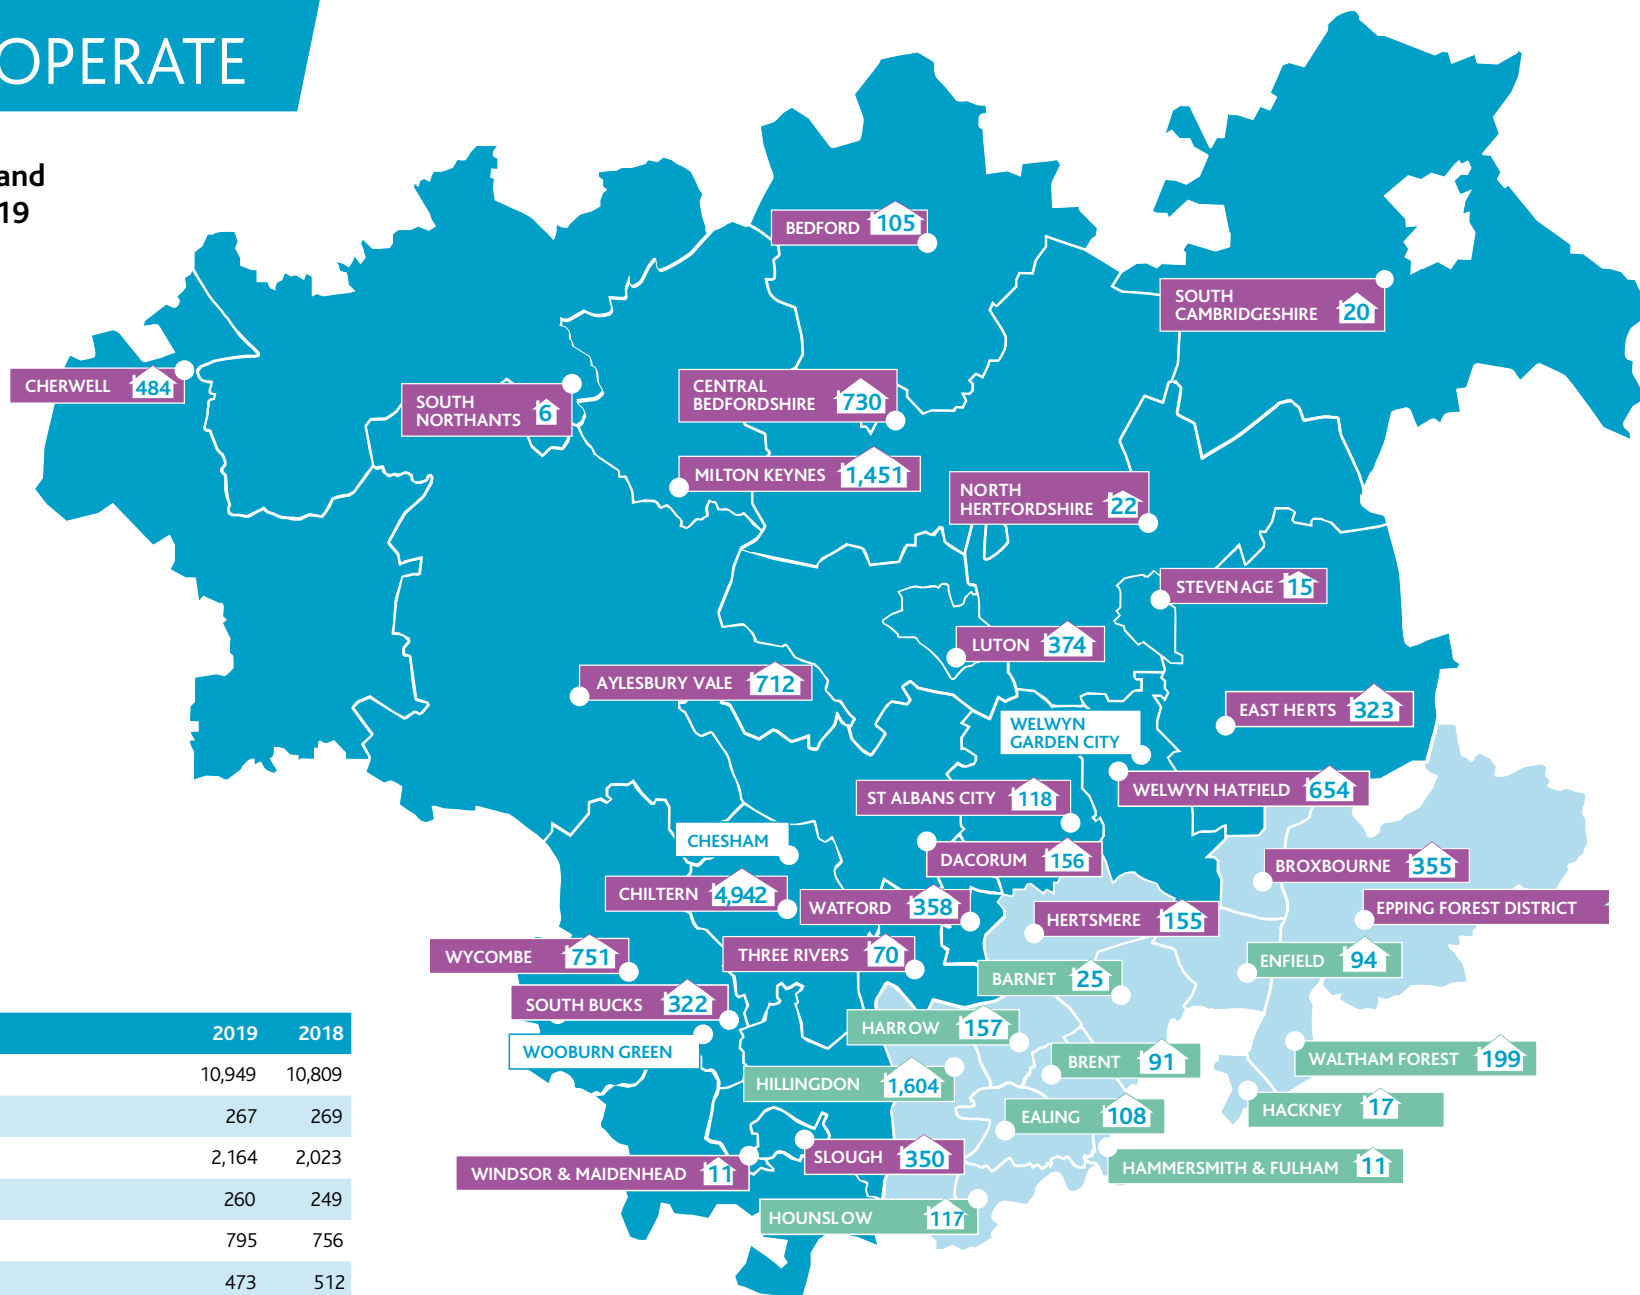 OPERATE
and
19
BEDFORD 105
SOUTH
CAMBRIDGESHIRE 20
CHERWELL 484
SOUTH
NORTHANTS 6
CENTRAL
BEDFORDSHIRE 730
MILTON KEYNES 1,451
NORTH
HERTFORDSHIRE 22
STEVENAGE 15
LUTON 374
AYLESBURY VALE 712
EAST HERTS 323
WELWYN
GARDEN CITY
WELWYN HATFIELD 654
ST ALBANS CITY 118
CHESHAM
DACORUM 156
BROXBOURNE 355
CHILTERN 4,942
WATFORD 358
HERTSMERE 155
EPPING FOREST DISTRICT
WYCOMBE 751
THREE RIVERS 70
BARNET 25
ENFIELD 94
SOUTH BUCKS 322
HARROW 157
WOOBURN GREEN
BRENT 91
WALTHAM FOREST 199
HILLINGDON 1,604
EALING 108
HACKNEY 17
WINDSOR & MAIDENHEAD 11
SLOUGH 350
HAMMERSMITH & FULHAM 11
HOUNSLOW 117
2019 2018
10,949 10,809
267 269
2,164 2,023
260 249
795 756
473 512